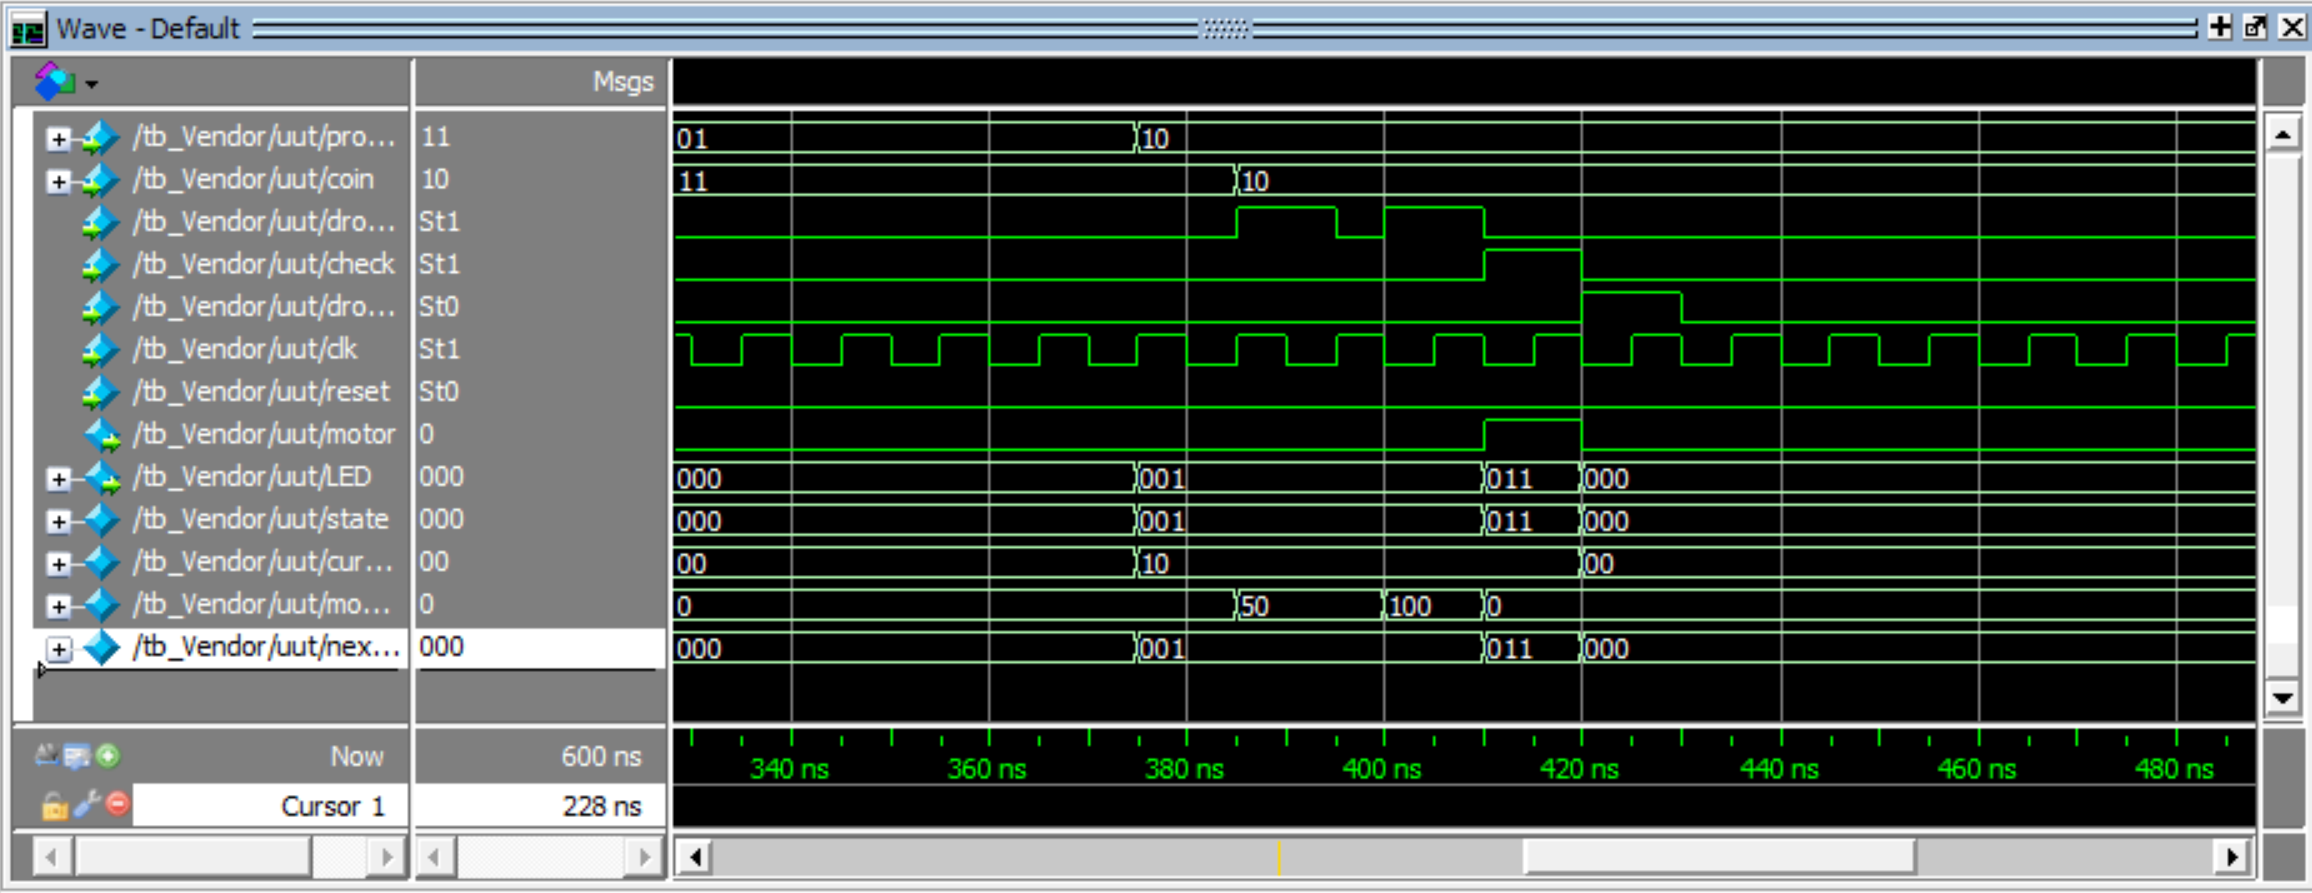 Wave - Default
Msgs
/tb_Vendor/uut/pro... 11 01 10
/tb_Vendor/uut/coin 10 11 10
/tb_Vendor/uut/dro... St1
/tb_Vendor/uut/check St1
/tb_Vendor/uut/dro... St0
/tb_Vendor/uut/clk St1
/tb_Vendor/uut/reset St0
/tb_Vendor/uut/motor 0
/tb_Vendor/uut/LED 000 000 001 011 000
/tb_Vendor/uut/state 000 000 001 011 000
/tb_Vendor/uut/cur... 00 00 10 00
/tb_Vendor/uut/mo... 0 0 50 100 0
/tb_Vendor/uut/nex... 000 000 001 011 000
Now 600 ns 340 ns 360 ns 380 ns 400 ns 420 ns 440 ns 460 ns 480 ns
Cursor 1 228 ns